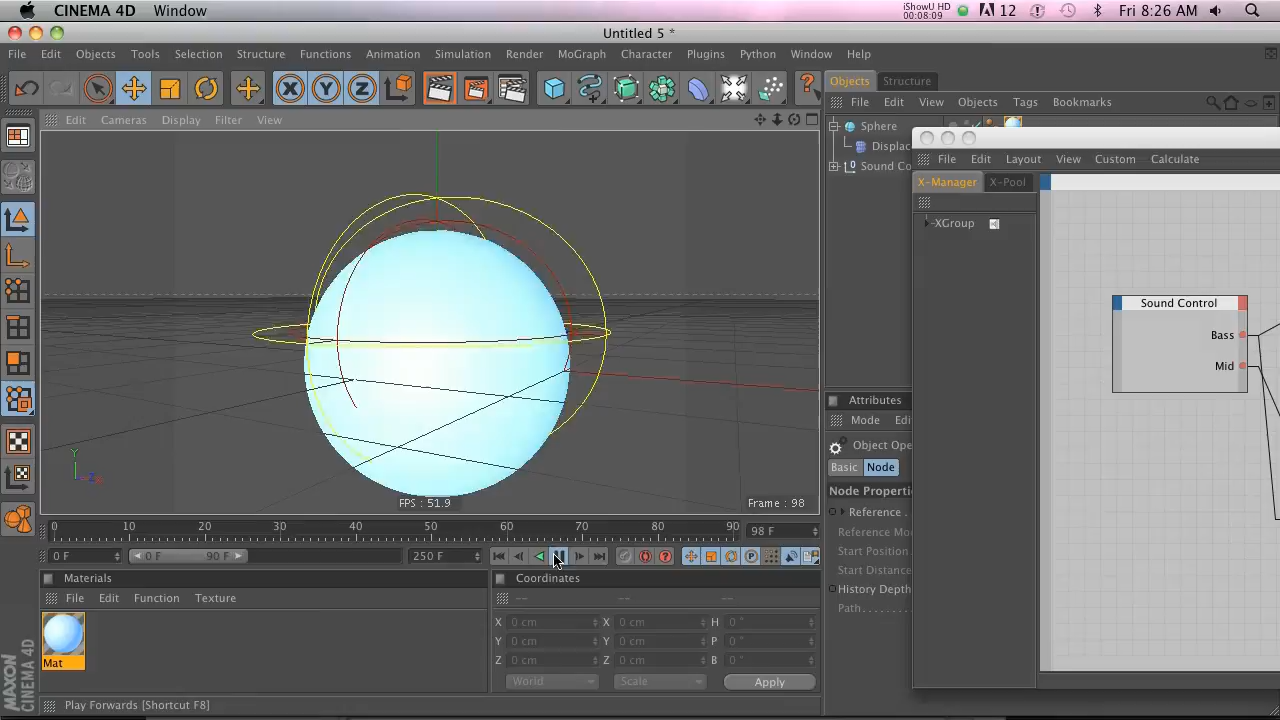 CINEMA 4D Window iShowU HD 00:08:09 12 Fri 8:26 AM
Untitled 5 *
File Edit Objects Tools Selection Structure Functions Animation Simulation Render MoGraph Character Plugins Python Window Help
X Y Z
Objects Structure
File Edit View Objects Tags Bookmarks
Edit Cameras Display Filter View
Sphere
Displac
Sound Co
File Edit Layout View Custom Calculate
X-Manager X-Pool
XGroup
Sound Control
Bass
Mid
Y
Z
FPS : 51.9 Frame : 98
0 10 20 30 40 50 60 70 80 90 98 F
0 F 0 F 90 F 250 F P
Attributes
Mode Edi
Object Ope
Basic Node
Node Properti
Reference .
Reference Mo
Start Position
Start Distance
History Depth
Path
Materials
File Edit Function Texture
Mat
Coordinates
-- -- --
X 0 cm X 0 cm H 0 °
Y 0 cm Y 0 cm P 0 °
Z 0 cm Z 0 cm B 0 °
World Scale Apply
MAXON
CINEMA 4D
Play Forwards [Shortcut F8]